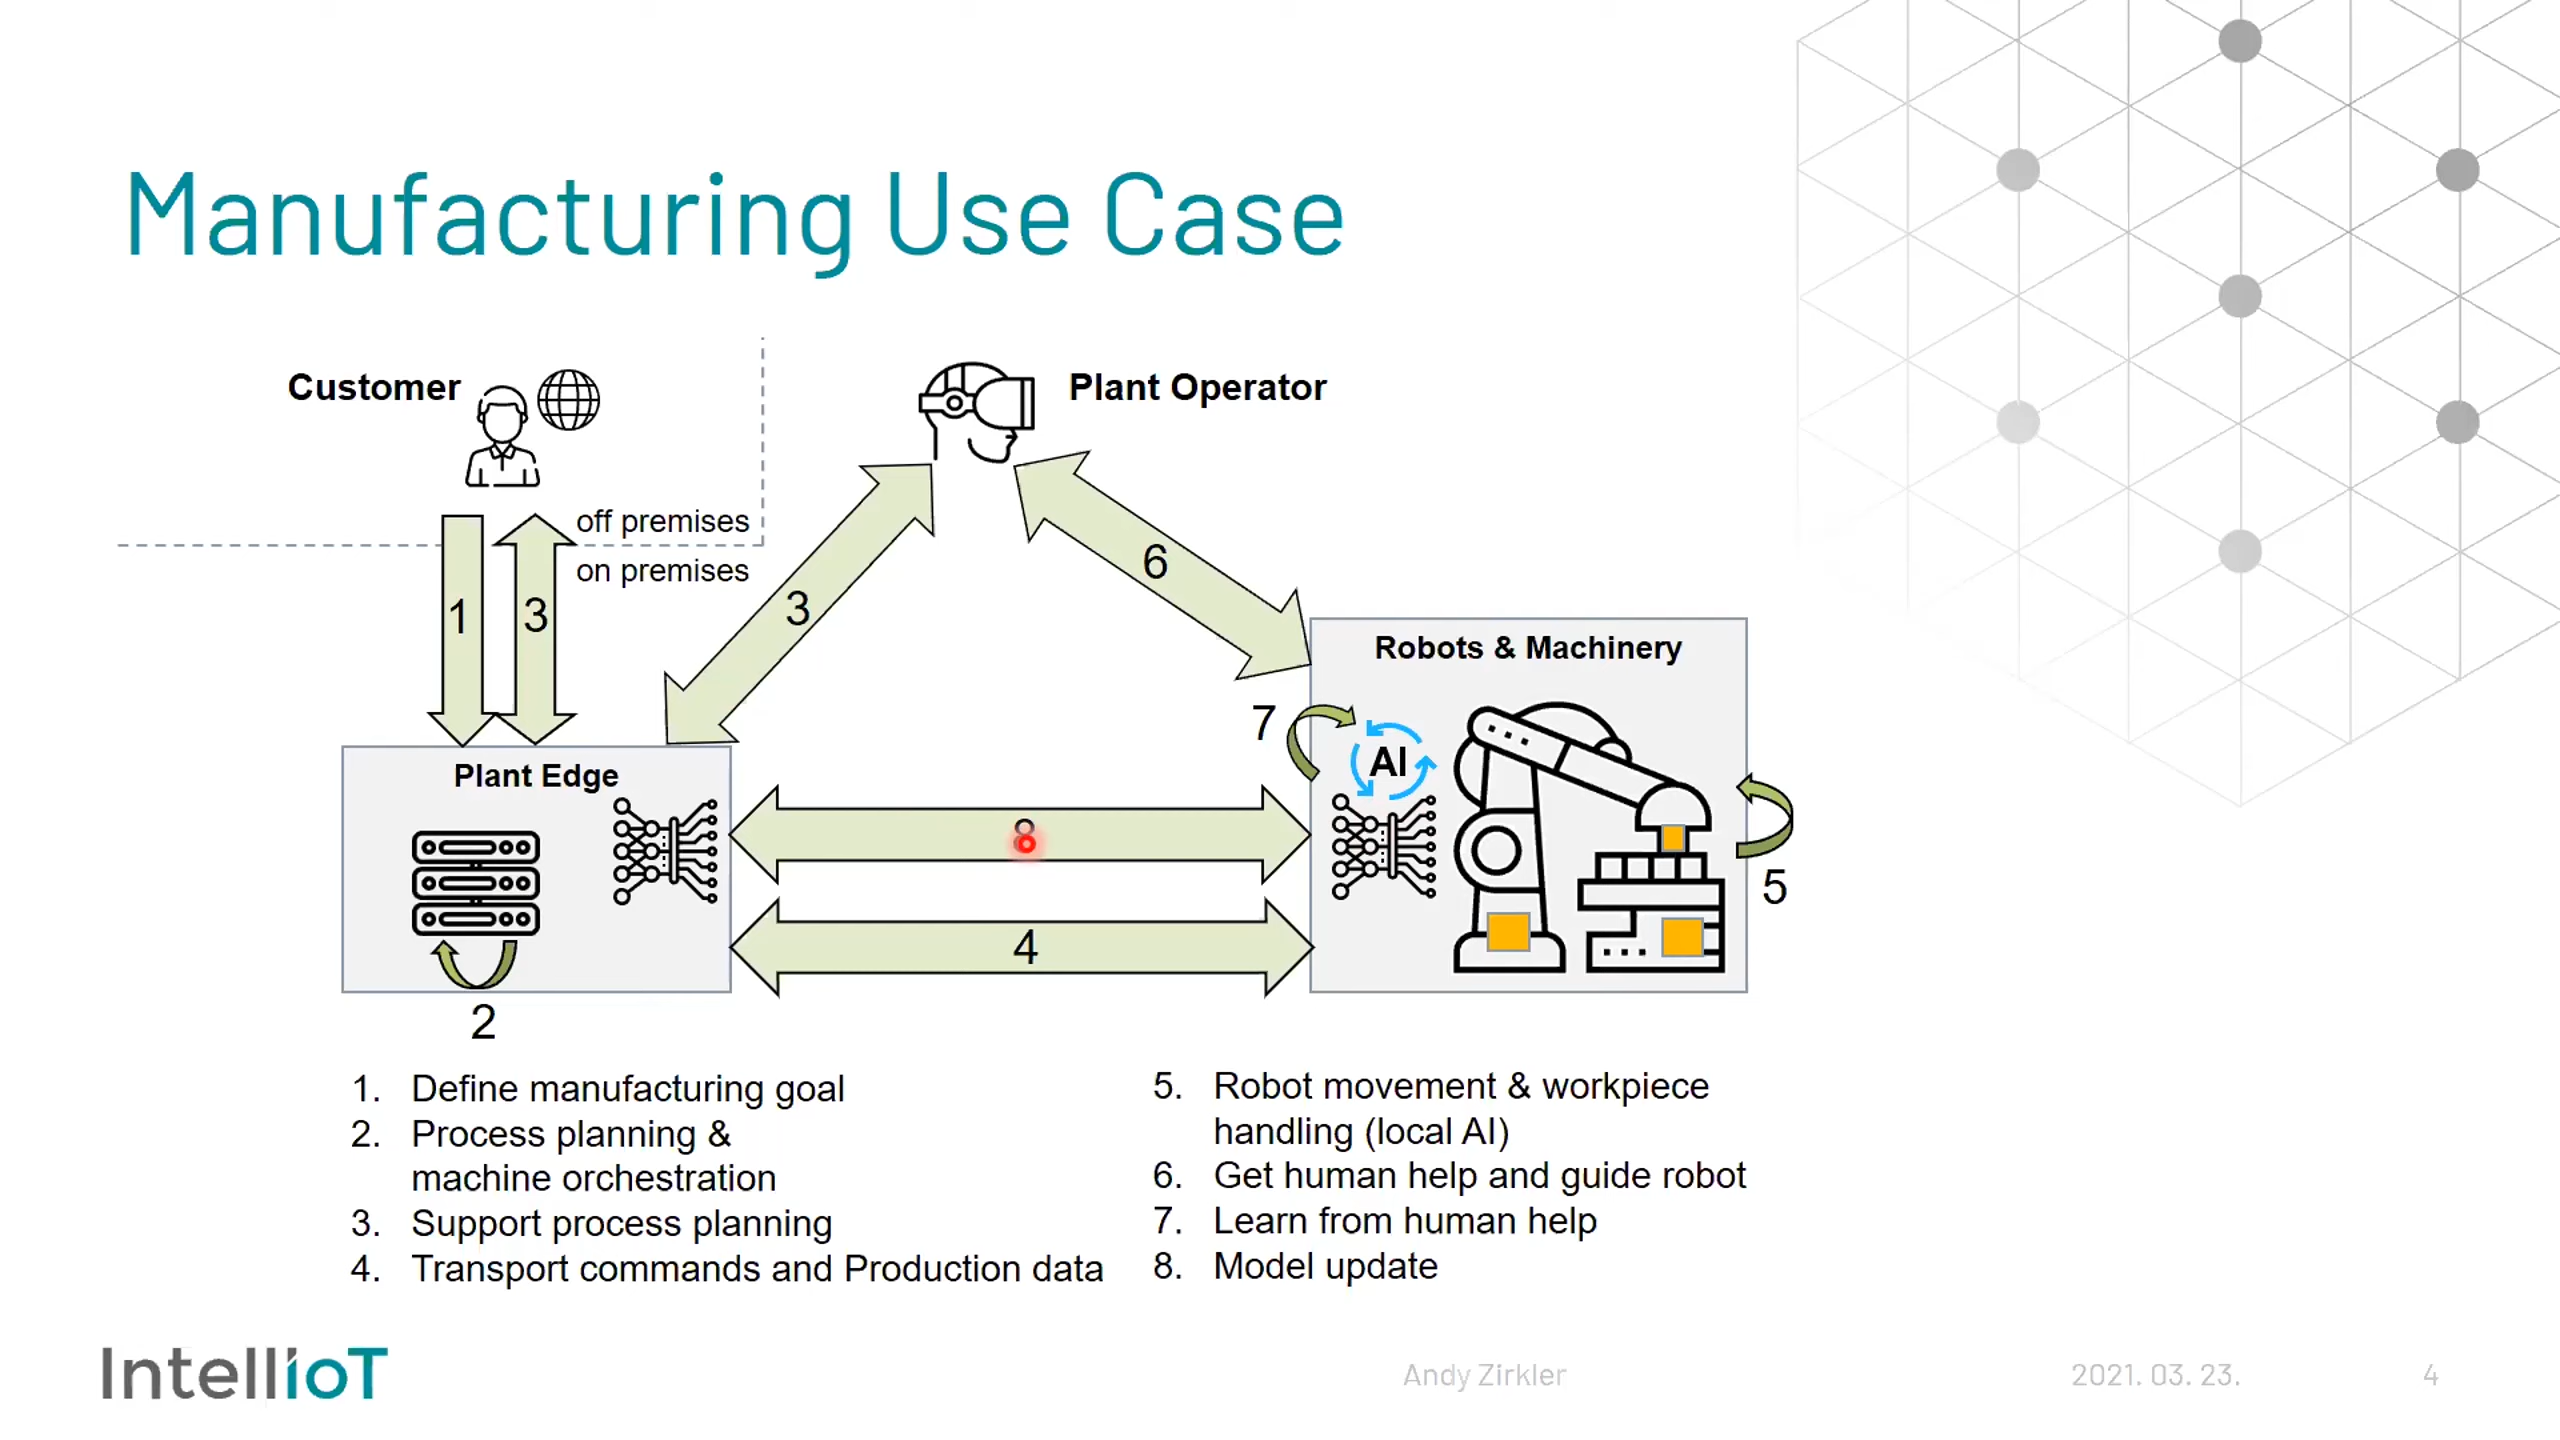 Manufacturing Use Case
Customer
Plant Operator
off premises
on premises
1
3
3
6
Robots & Machinery
7
AI
Plant Edge
8
5
4
2
1. Define manufacturing goal
2. Process planning &
machine orchestration
3. Support process planning
4. Transport commands and Production data
5. Robot movement & workpiece
handling (local AI)
6. Get human help and guide robot
7. Learn from human help
8. Model update
IntellioT
Andy Zirkler
2021. 03. 23.
4